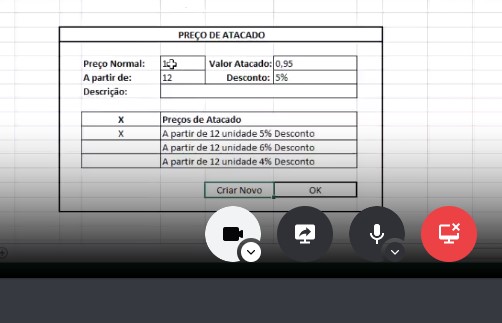 PREÇO DE ATACADO
Preço Normal: 1 Valor Atacado: 0,95
A partir de: 12 Desconto: 5%
Descrição:
X Preços de Atacado
X A partir de 12 unidade 5% Desconto
A partir de 12 unidade 6% Desconto
A partir de 12 unidade 4% Desconto
Criar Novo OK